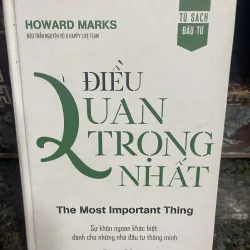 HOWARD MARKS
TỦ SÁCH
ĐẦU TƯ
ĐIỀU
QUAN
TRỌNG
NHẤT
The Most Important Thing
Sự khôn ngoan khác biệt
dành cho những nhà đầu tư thông minh